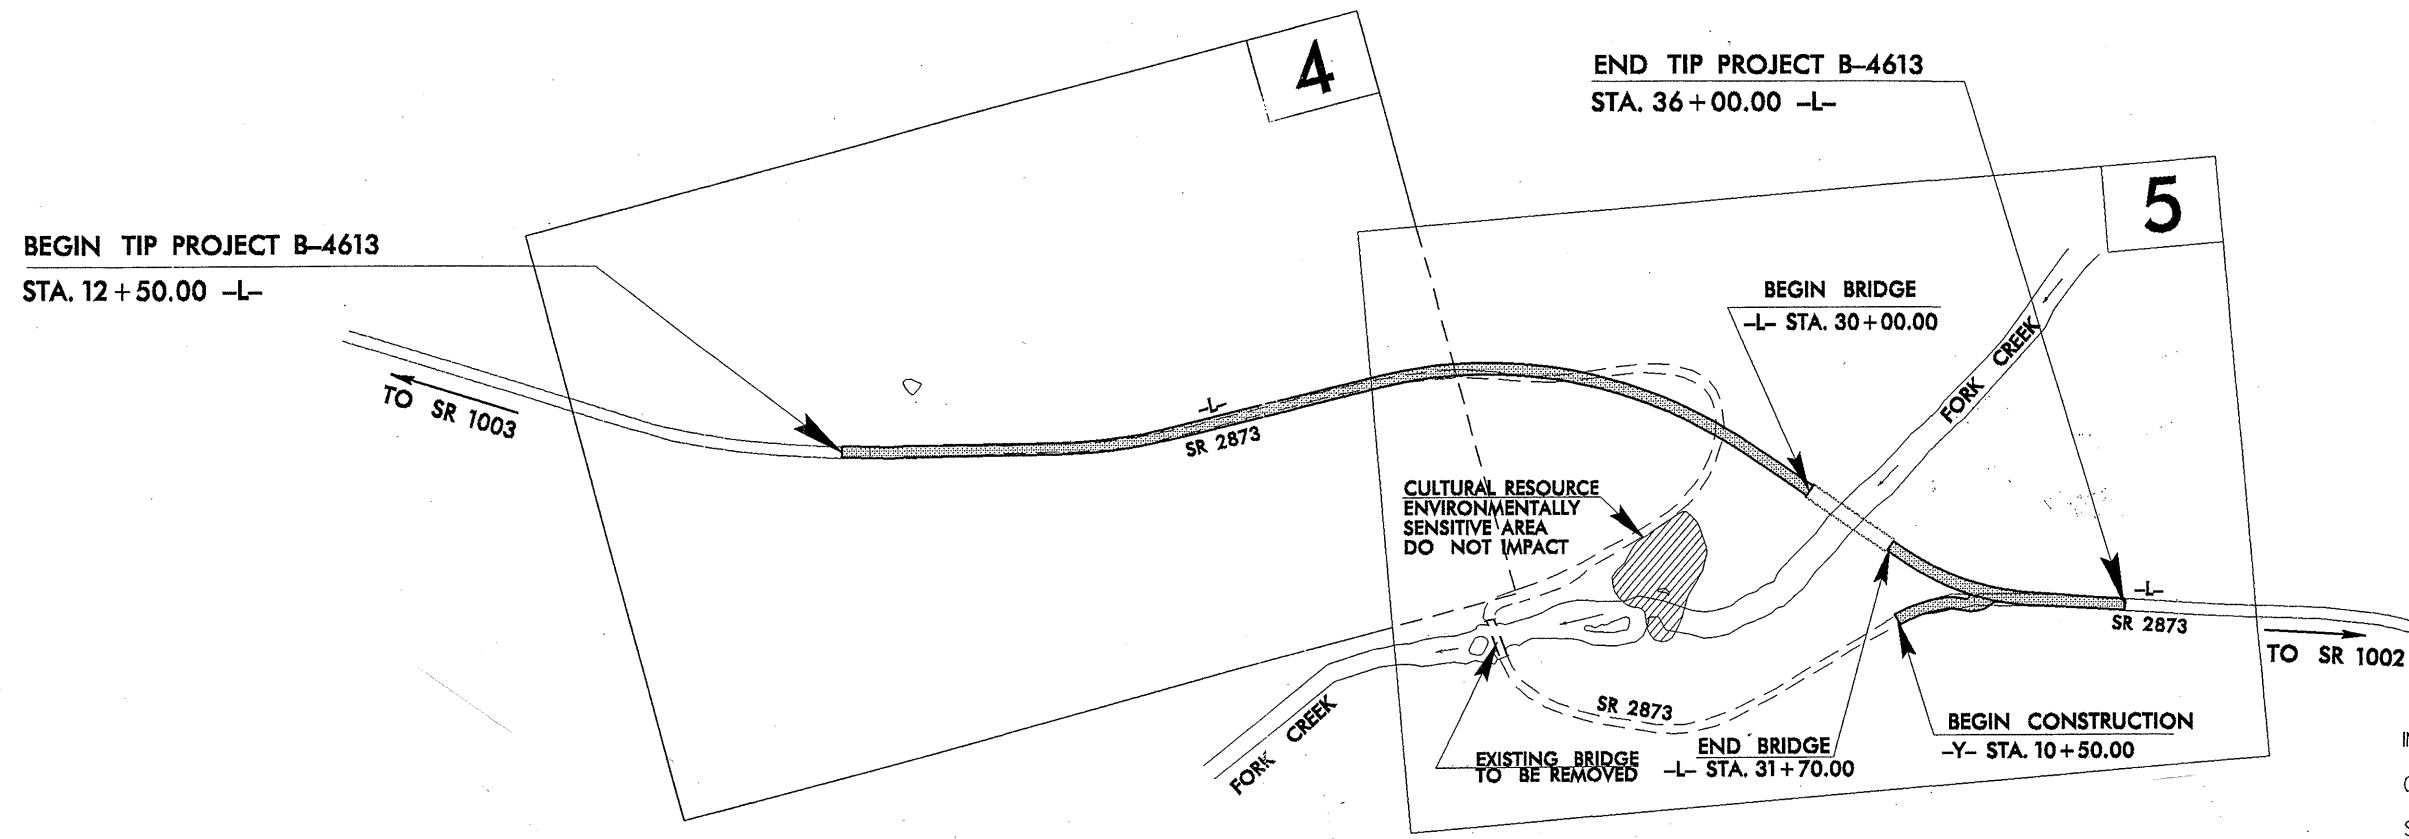 4
END TIP PROJECT B–4613
STA. 36+00.00 –L–
5
BEGIN TIP PROJECT B–4613
STA. 12+50.00 –L–
BEGIN BRIDGE
–L– STA. 30+00.00
FORK CREEK
TO SR 1003
–L–
SR 2873
CULTURAL RESOURCE
ENVIRONMENTALLY
SENSITIVE AREA
DO NOT IMPACT
–L–
SR 2873
TO SR 1002
SR 2873
FORK CREEK
EXISTING BRIDGE
TO BE REMOVED
END BRIDGE
–L– STA. 31+70.00
BEGIN CONSTRUCTION
–Y– STA. 10+50.00